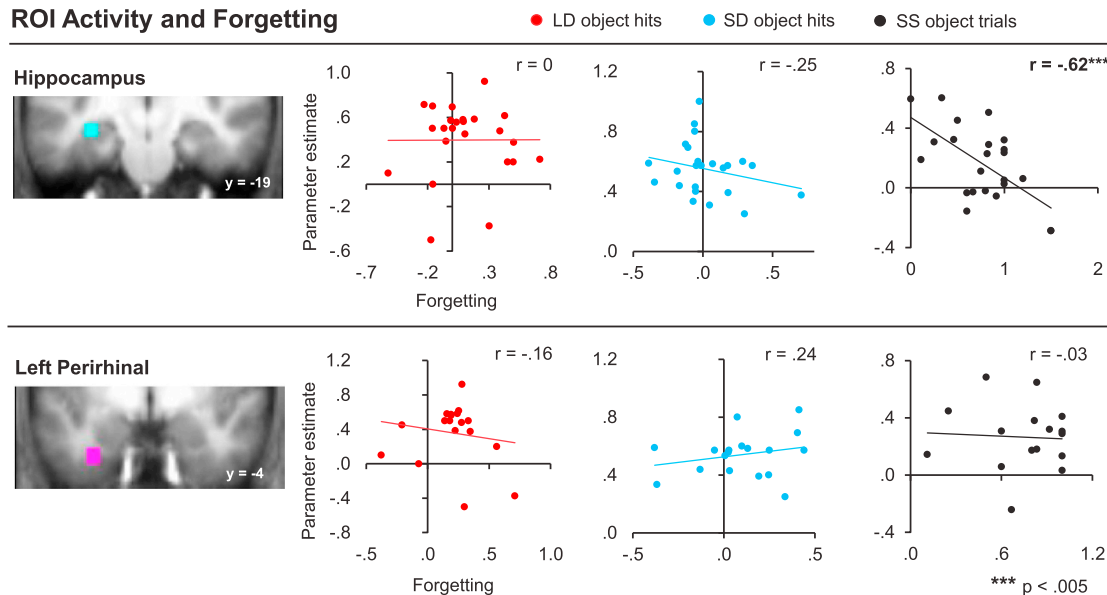 ROI Activity and Forgetting
LD object hits
SD object hits
SS object trials
Hippocampus
y = -19
Parameter estimate
1.0
.6
.2
-.2
-.6
-.7
-.2
.3
.8
Forgetting
r = 0
1.2
.8
.4
.0
-.5
.0
.5
r = -.25
.8
.4
.0
-.4
0
1
2
r = -.62***
Left Perirhinal
y = -4
Parameter estimate
1.2
.8
.4
.0
-.4
-.8
-.5
.0
.5
1.0
Forgetting
r = -.16
1.2
.8
.4
.0
-.5
.0
.5
r = .24
.8
.4
.0
-.4
.0
.6
1.2
r = -.03
*** p < .005